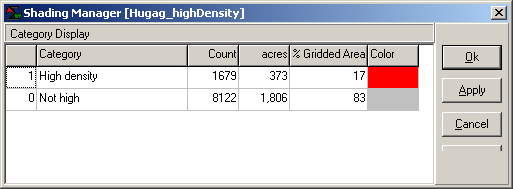 Shading Manager [Hugag_highDensity]
Category Display
Category Count acres % Gridded Area Color
1 High density 1679 373 17
0 Not high 8122 1,806 83
Ok
Apply
Cancel